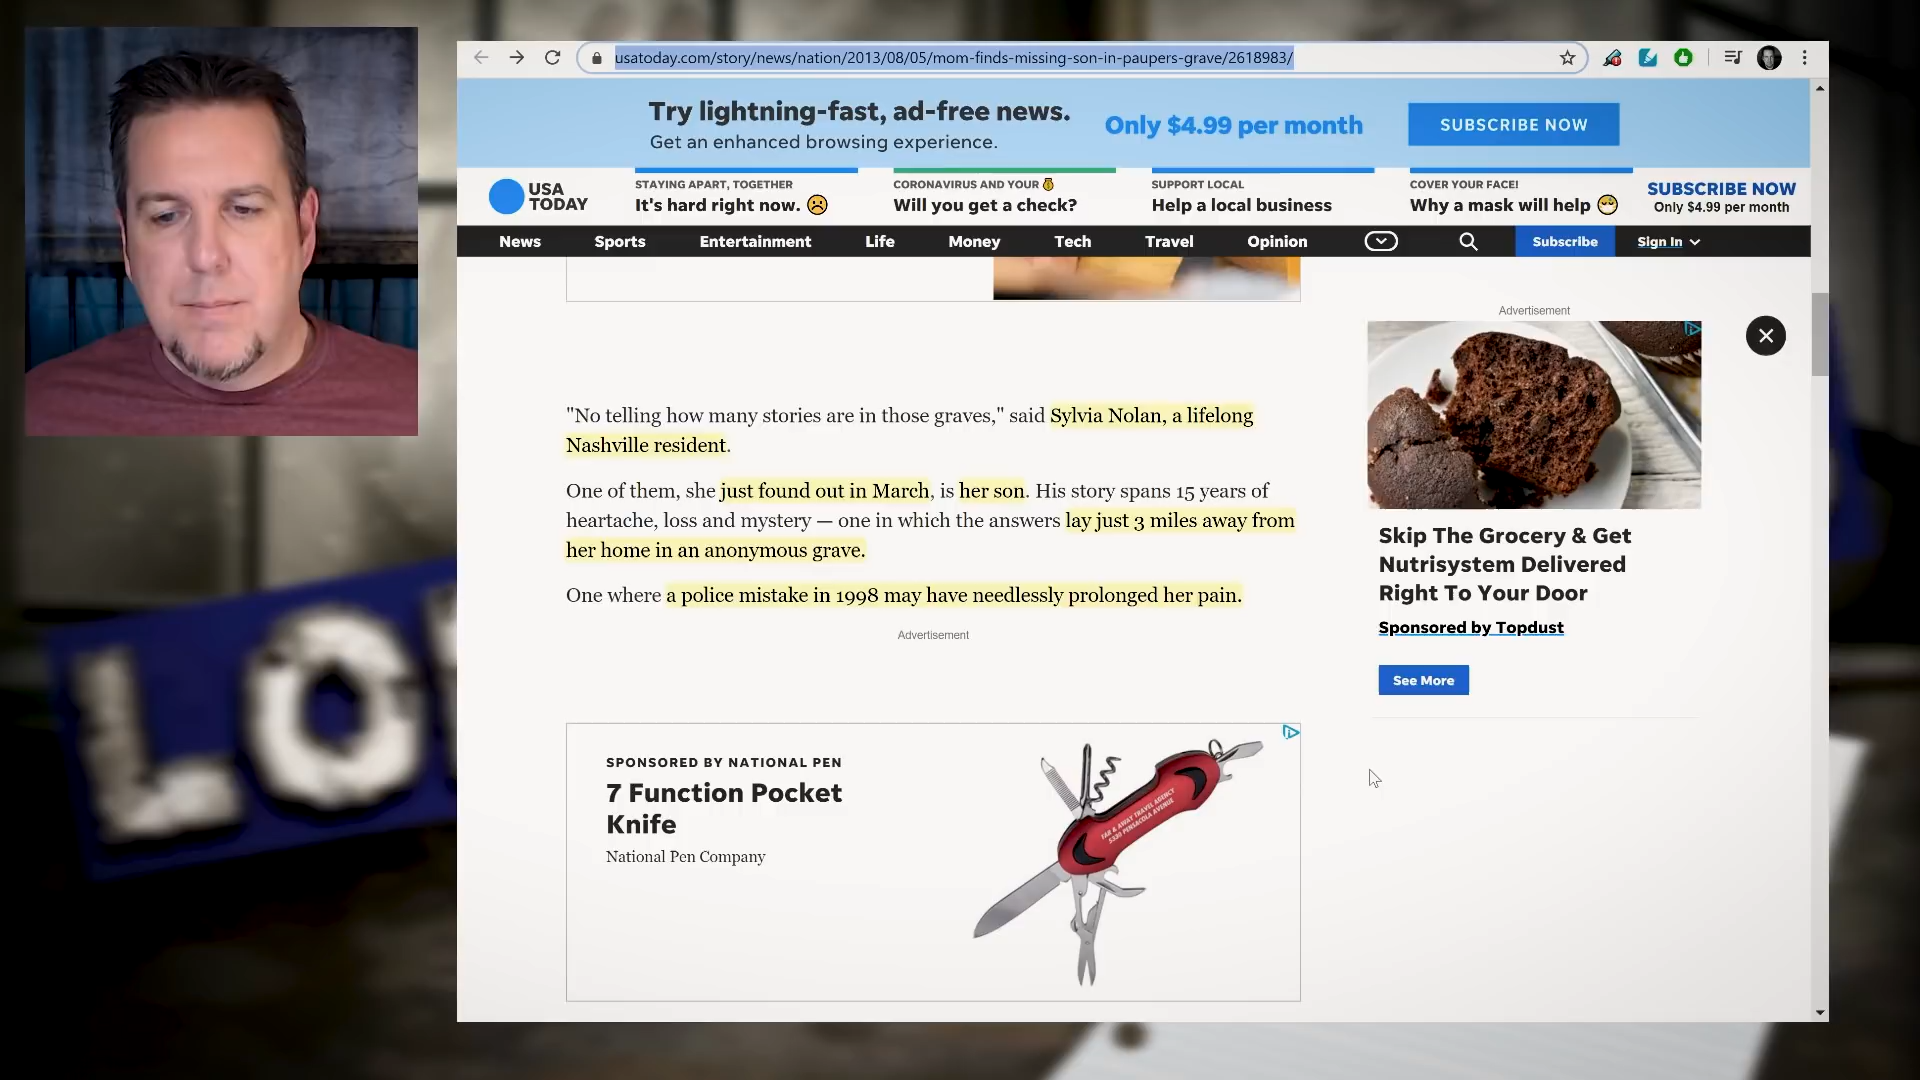 usatoday.com/story/news/nation/2013/08/05/mom-finds-missing-son-in-paupers-grave/2618983/
Try lightning-fast, ad-free news.
Get an enhanced browsing experience.
Only $4.99 per month
SUBSCRIBE NOW
USA
TODAY
STAYING APART, TOGETHER
It's hard right now. 😞
CORONAVIRUS AND YOUR 💰
Will you get a check?
SUPPORT LOCAL
Help a local business
COVER YOUR FACE!
Why a mask will help 😷
SUBSCRIBE NOW
Only $4.99 per month
News Sports Entertainment Life Money Tech Travel Opinion Subscribe Sign In
"No telling how many stories are in those graves," said Sylvia Nolan, a lifelong
Nashville resident.
One of them, she just found out in March, is her son. His story spans 15 years of
heartache, loss and mystery — one in which the answers lay just 3 miles away from
her home in an anonymous grave.
One where a police mistake in 1998 may have needlessly prolonged her pain.
Advertisement
SPONSORED BY NATIONAL PEN
7 Function Pocket
Knife
National Pen Company
FAR & AWAY TRAVEL AGENCY
5230 PENSACOLA AVENUE
Advertisement
Skip The Grocery & Get
Nutrisystem Delivered
Right To Your Door
Sponsored by Topdust
See More
LO